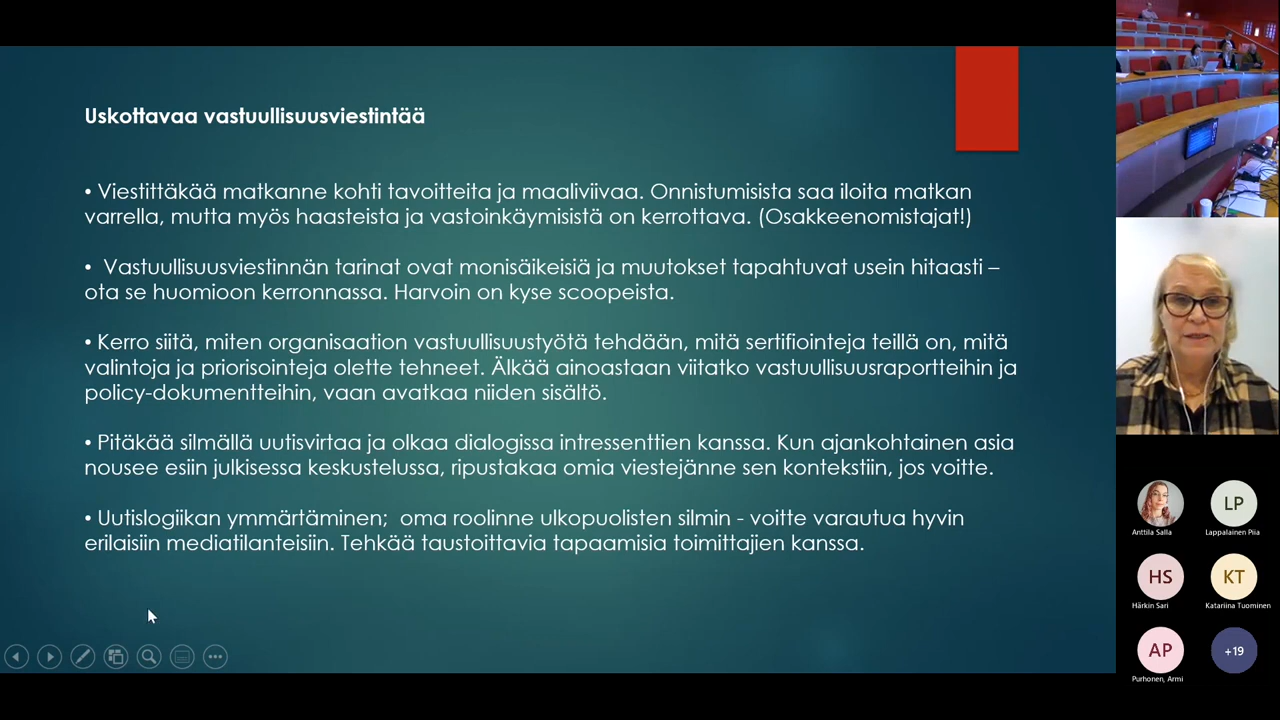 Uskottavaa vastuullisuusviestintää
• Viestittäkää matkanne kohti tavoitteita ja maaliviivaa. Onnistumisista saa iloita matkan
varrella, mutta myös haasteista ja vastoinkäymisistä on kerrottava. (Osakkeenomistajat!)
• Vastuullisuusviestinnän tarinat ovat monisäikeisiä ja muutokset tapahtuvat usein hitaasti –
ota se huomioon kerronnassa. Harvoin on kyse scoopeista.
• Kerro siitä, miten organisaation vastuullisuustyötä tehdään, mitä sertifiointeja teillä on, mitä
valintoja ja priorisointeja olette tehneet. Älkää ainoastaan viitatko vastuullisuusraportteihin ja
policy-dokumentteihin, vaan avatkaa niiden sisältö.
• Pitäkää silmällä uutisvirtaa ja olkaa dialogissa intressenttien kanssa. Kun ajankohtainen asia
nousee esiin julkisessa keskustelussa, ripustakaa omia viestejänne sen kontekstiin, jos voitte.
• Uutislogiikan ymmärtäminen;  oma roolinne ulkopuolisten silmin - voitte varautua hyvin
erilaisiin mediatilanteisiin. Tehkää taustoittavia tapaamisia toimittajien kanssa.
Anttila Salla
LP
Lappalainen Piia
HS
Härkin Sari
KT
Katariina Tuominen
AP
Purhonen, Armi
+19